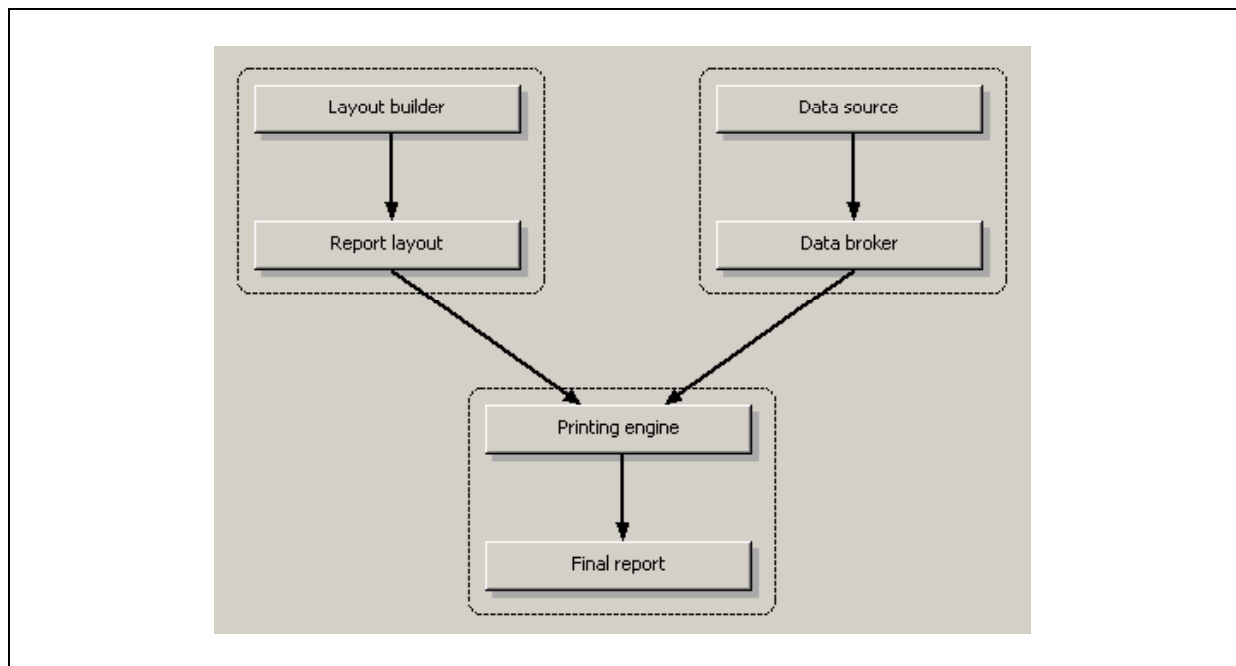 Layout builder
Data source
Report layout
Data broker
Printing engine
Final report